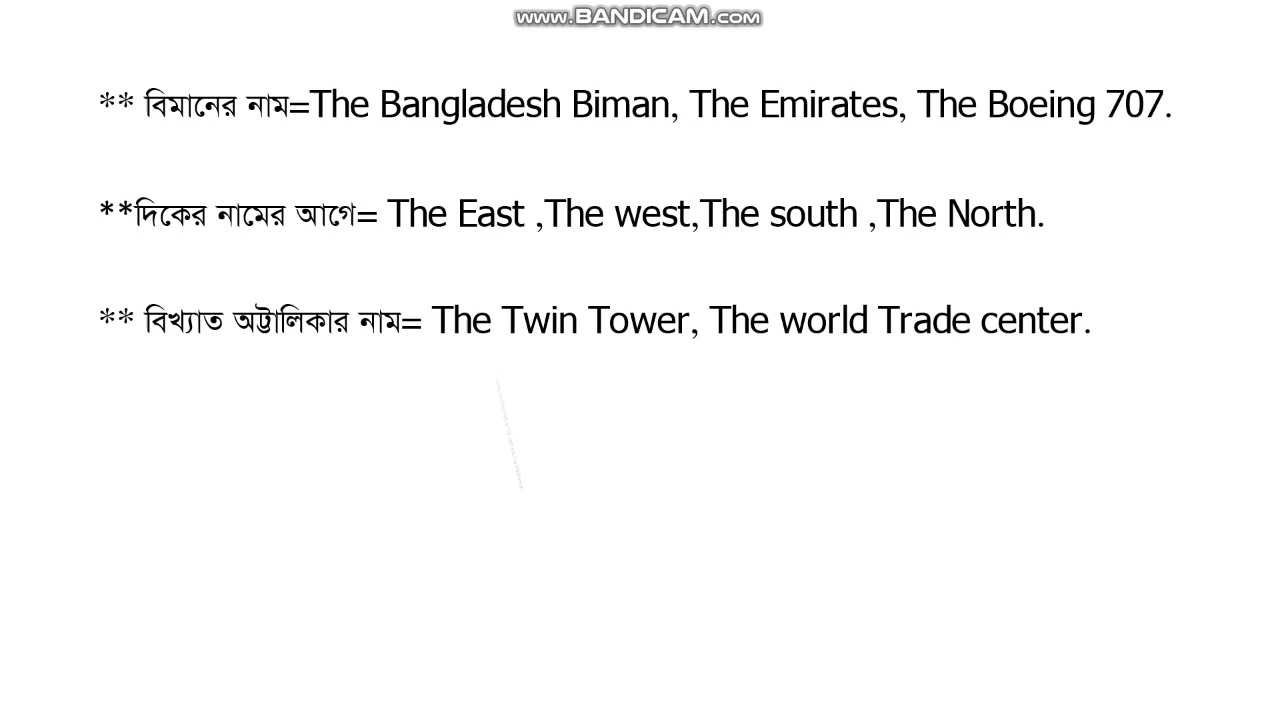 www.BANDICAM.com
** বিমানের নাম=The Bangladesh Biman, The Emirates, The Boeing 707.
**দিকের নামের আগে= The East ,The west,The south ,The North.
** বিখ্যাত অট্টালিকার নাম= The Twin Tower, The world Trade center.